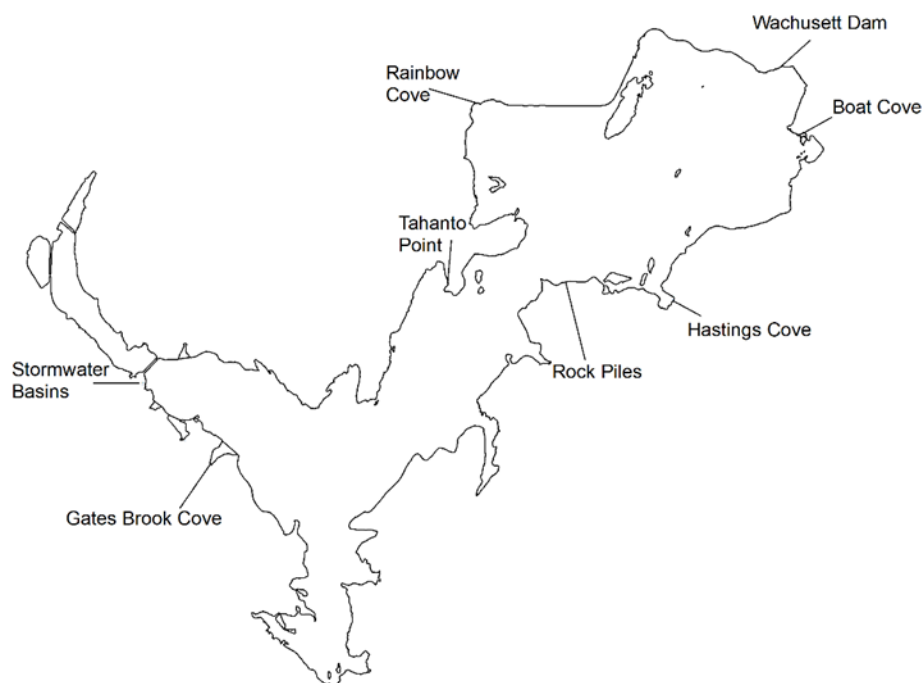 Wachusett Dam
Rainbow
Cove
Boat Cove
Tahanto
Point
Hastings Cove
Rock Piles
Stormwater
Basins
Gates Brook Cove